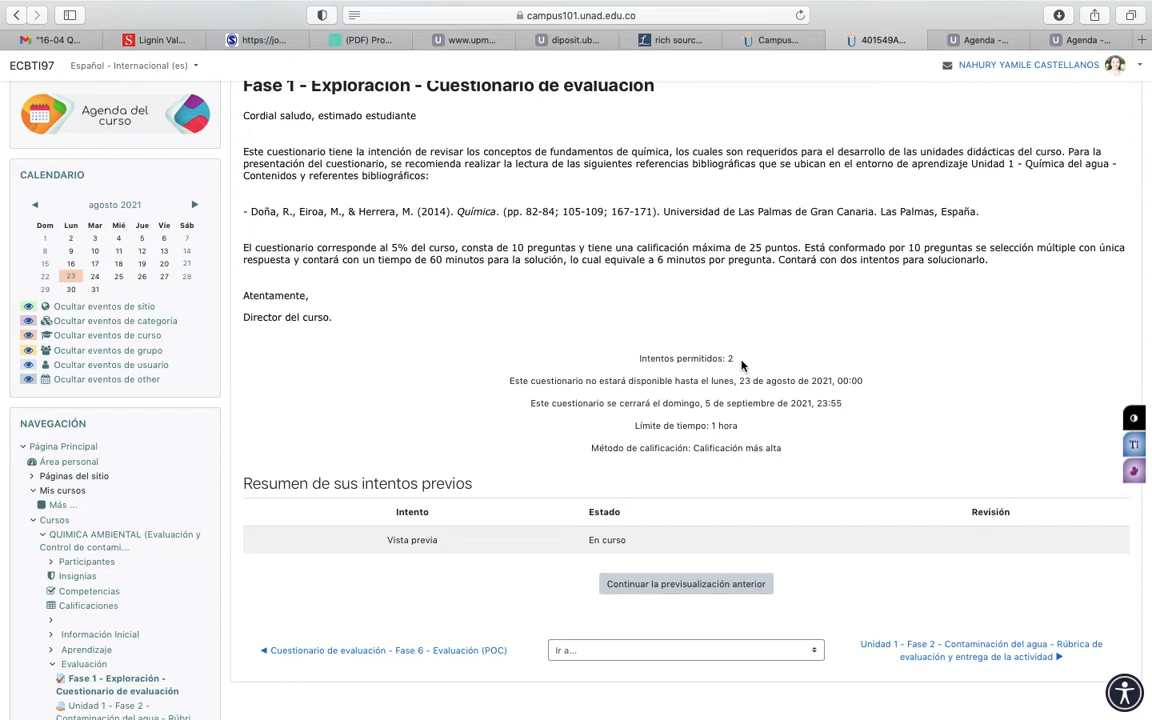 campus101.unad.edu.co
"16-04 Q...
Lignin Val...
https://jo...
(PDF) Pro...
www.upm...
diposit.ub...
rich sourc...
Campus...
401549A...
Agenda -...
Agenda -...
ECBTI97
Español - Internacional (es)
NAHURY YAMILE CASTELLANOS
Agenda del
curso
CALENDARIO
◄ agosto 2021 ►
Dom Lun Mar Mié Jue Vie Sáb
1 2 3 4 5 6 7
8 9 10 11 12 13 14
15 16 17 18 19 20 21
22 23 24 25 26 27 28
29 30 31
Ocultar eventos de sitio
Ocultar eventos de categoría
Ocultar eventos de curso
Ocultar eventos de grupo
Ocultar eventos de usuario
Ocultar eventos de other
NAVEGACIÓN
Página Principal
Área personal
Páginas del sitio
Mis cursos
Más ...
Cursos
QUIMICA AMBIENTAL (Evaluación y
Control de contami...
Participantes
Insignias
Competencias
Calificaciones
Información Inicial
Aprendizaje
Evaluación
Fase 1 - Exploración -
Cuestionario de evaluación
Unidad 1 - Fase 2 -
Contaminación del agua - Rúbri
Fase 1 - Exploración - Cuestionario de evaluación
Cordial saludo, estimado estudiante
Este cuestionario tiene la intención de revisar los conceptos de fundamentos de química, los cuales son requeridos para el desarrollo de las unidades didácticas del curso. Para la
presentación del cuestionario, se recomienda realizar la lectura de las siguientes referencias bibliográficas que se ubican en el entorno de aprendizaje Unidad 1 - Química del agua -
Contenidos y referentes bibliográficos:
- Doña, R., Eiroa, M., & Herrera, M. (2014). Química. (pp. 82-84; 105-109; 167-171). Universidad de Las Palmas de Gran Canaria. Las Palmas, España.
El cuestionario corresponde al 5% del curso, consta de 10 preguntas y tiene una calificación máxima de 25 puntos. Está conformado por 10 preguntas se selección múltiple con única
respuesta y contará con un tiempo de 60 minutos para la solución, lo cual equivale a 6 minutos por pregunta. Contará con dos intentos para solucionarlo.
Atentamente,
Director del curso.
Intentos permitidos: 2
Este cuestionario no estará disponible hasta el lunes, 23 de agosto de 2021, 00:00
Este cuestionario se cerrará el domingo, 5 de septiembre de 2021, 23:55
Límite de tiempo: 1 hora
Método de calificación: Calificación más alta
Resumen de sus intentos previos
Intento Estado Revisión
Vista previa En curso
Continuar la previsualización anterior
◄ Cuestionario de evaluación - Fase 6 - Evaluación (POC)
Ir a...
Unidad 1 - Fase 2 - Contaminación del agua - Rúbrica de
evaluación y entrega de la actividad ►
TI